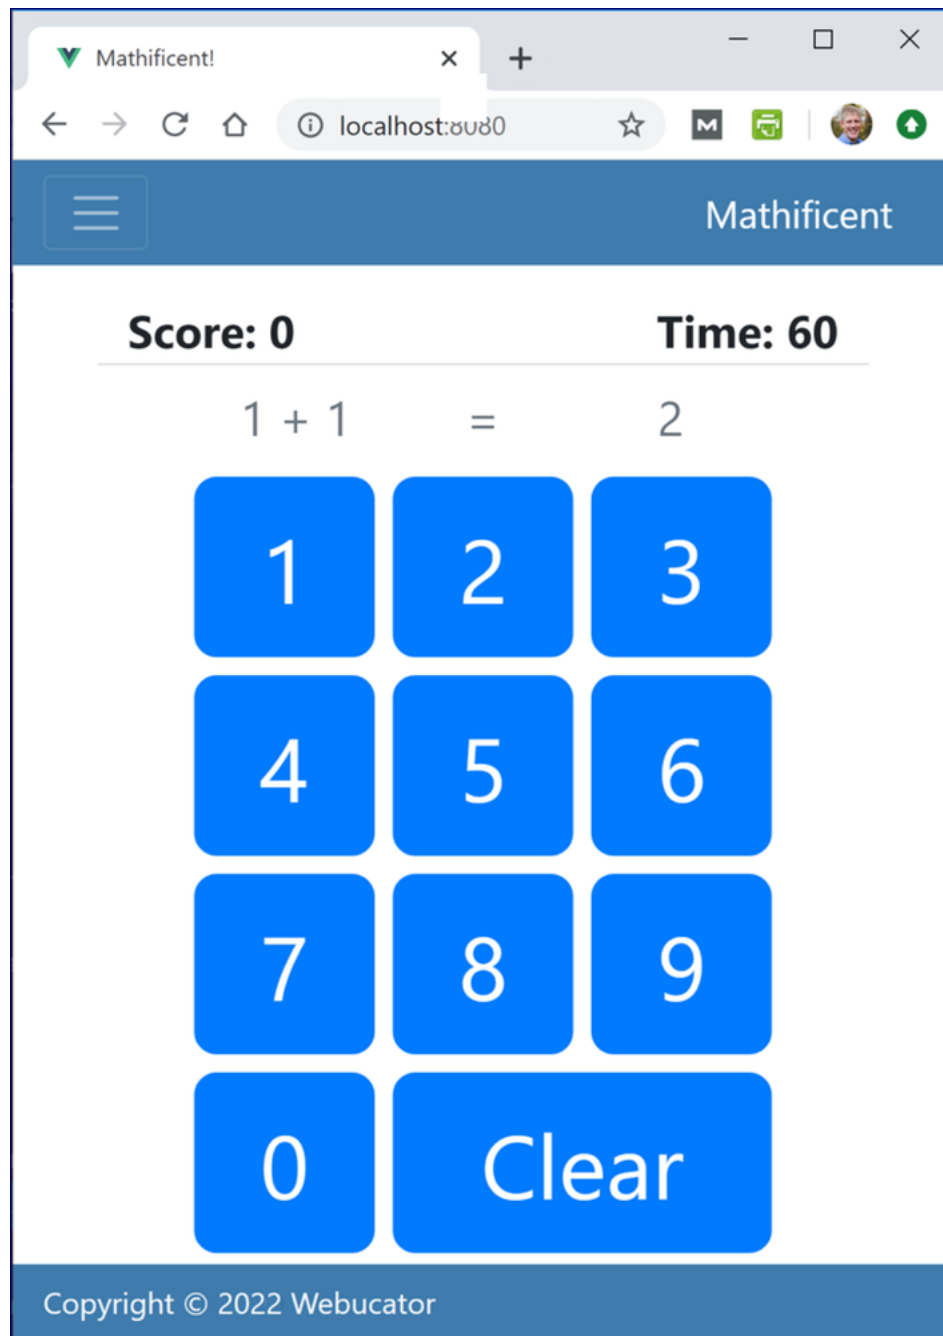 Mathificent!
localhost:8080
Mathificent
Score: 0 Time: 60
1 + 1 = 2
1 2 3
4 5 6
7 8 9
0 Clear
Copyright © 2022 Webucator